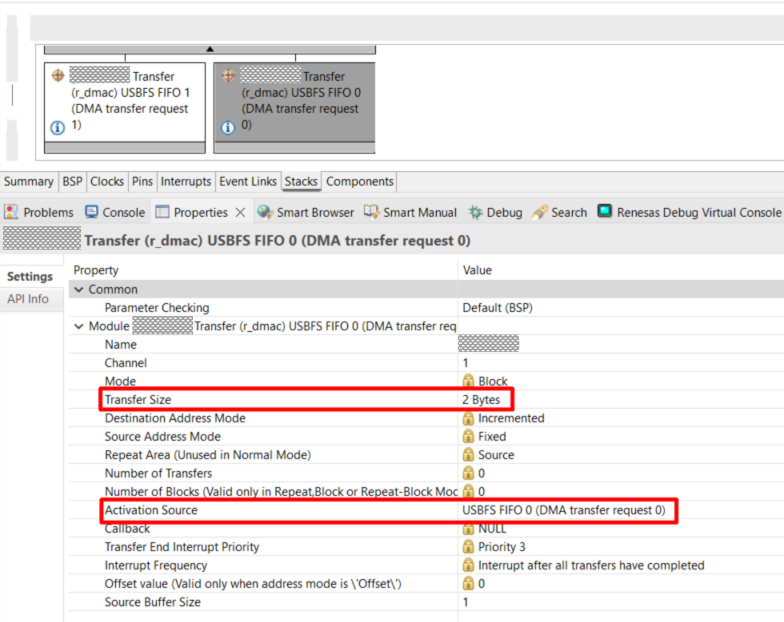 Transfer
(r_dmac) USBFS FIFO 1
(DMA transfer request
1)
Transfer
(r_dmac) USBFS FIFO 0
(DMA transfer request
0)
Summary BSP Clocks Pins Interrupts Event Links Stacks Components
Problems Console Properties Smart Browser Smart Manual Debug Search Renesas Debug Virtual Console
Transfer (r_dmac) USBFS FIFO 0 (DMA transfer request 0)
Settings
API Info
Property Value
Common
Parameter Checking Default (BSP)
Module Transfer (r_dmac) USBFS FIFO 0 (DMA transfer req
Name
Channel 1
Mode Block
Transfer Size 2 Bytes
Destination Address Mode Incremented
Source Address Mode Fixed
Repeat Area (Unused in Normal Mode) Source
Number of Transfers 0
Number of Blocks (Valid only in Repeat,Block or Repeat-Block Moc 0
Activation Source USBFS FIFO 0 (DMA transfer request 0)
Callback NULL
Transfer End Interrupt Priority Priority 3
Interrupt Frequency Interrupt after all transfers have completed
Offset value (Valid only when address mode is \'Offset\') 0
Source Buffer Size 1